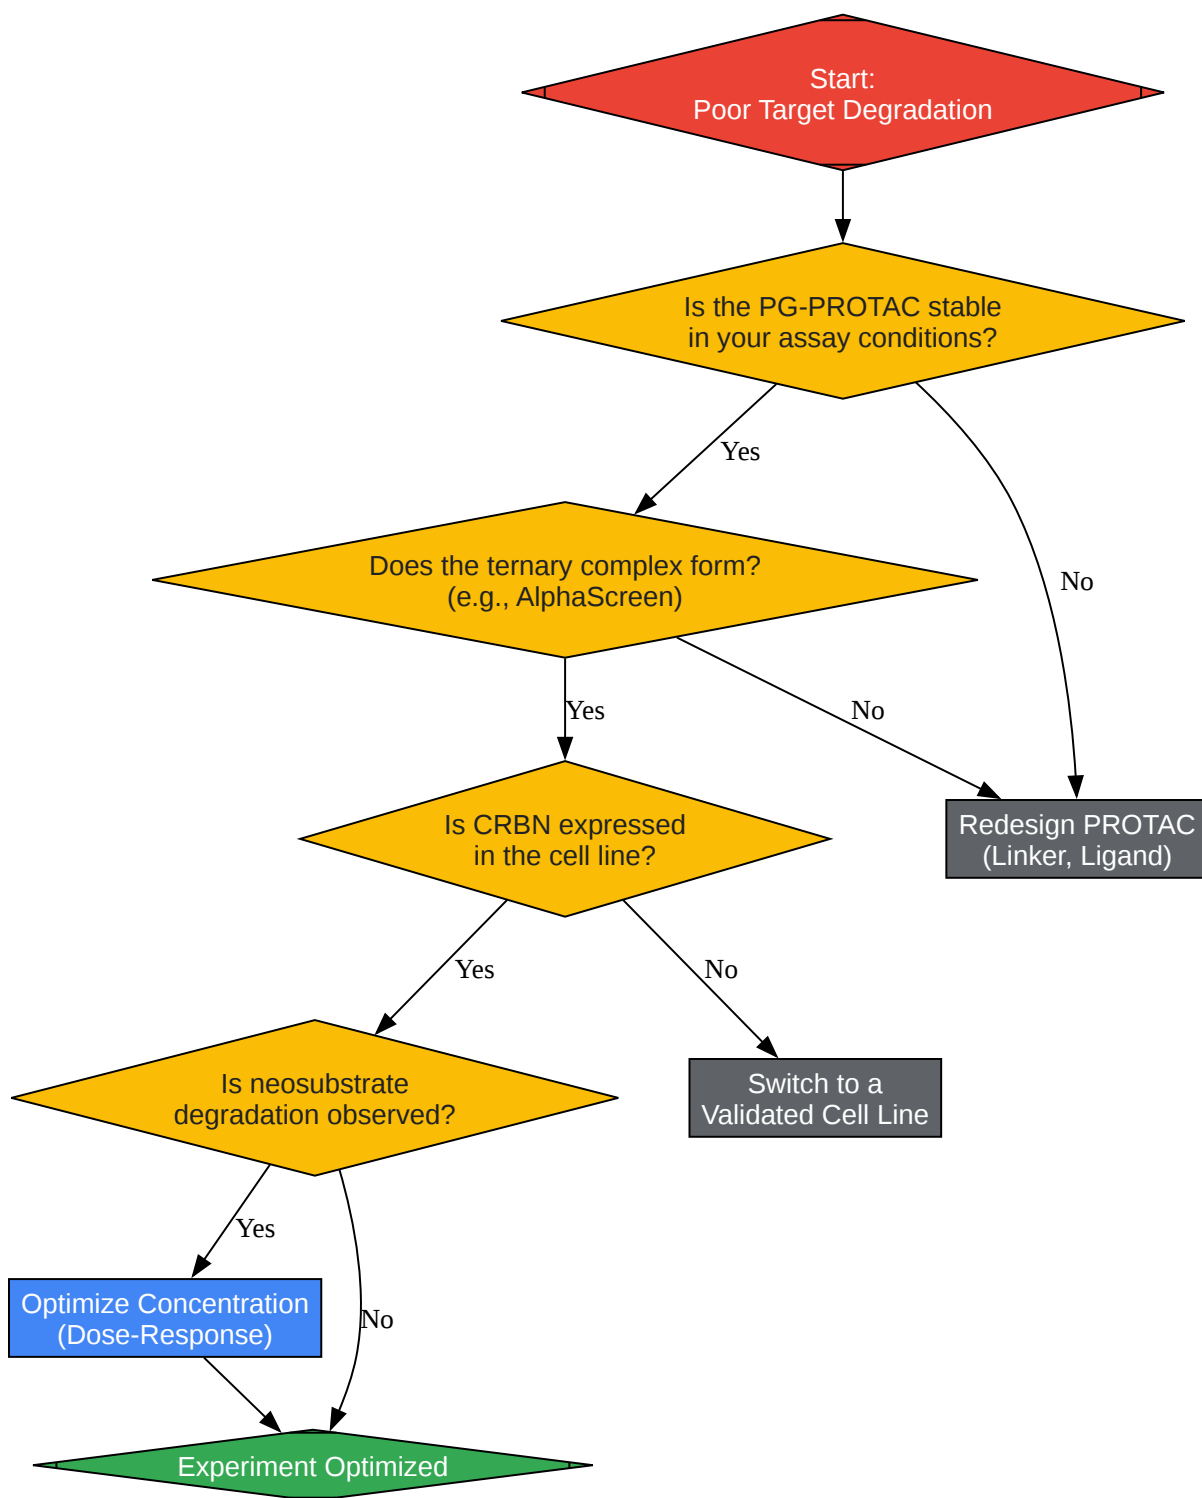 Start:
Poor Target Degradation
Is the PG-PROTAC stable
in your assay conditions?
Yes
No
Does the ternary complex form?
(e.g., AlphaScreen)
Yes
No
Redesign PROTAC
(Linker, Ligand)
Is CRBN expressed
in the cell line?
Yes
No
Switch to a
Validated Cell Line
Is neosubstrate
degradation observed?
Yes
No
Optimize Concentration
(Dose-Response)
Experiment Optimized